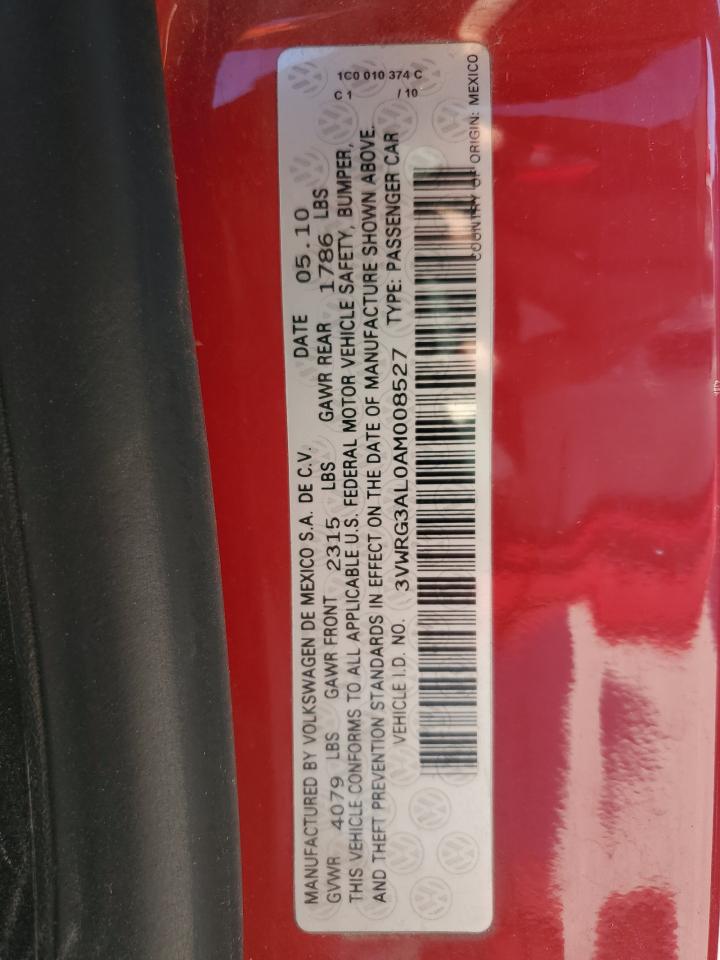 1C0 010 374 C
C 1 / 10
MANUFACTURED BY VOLKSWAGEN DE MEXICO S.A. DE C.V. DATE 05.10
GVWR 4079 LBS GAWR FRONT 2315 LBS GAWR REAR 1786 LBS
THIS VEHICLE CONFORMS TO ALL APPLICABLE U.S. FEDERAL MOTOR VEHICLE SAFETY, BUMPER,
AND THEFT PREVENTION STANDARDS IN EFFECT ON THE DATE OF MANUFACTURE SHOWN ABOVE.
VEHICLE I.D. NO. 3VWRG3AL0AM008527 TYPE: PASSENGER CAR
COUNTRY OF ORIGIN: MEXICO